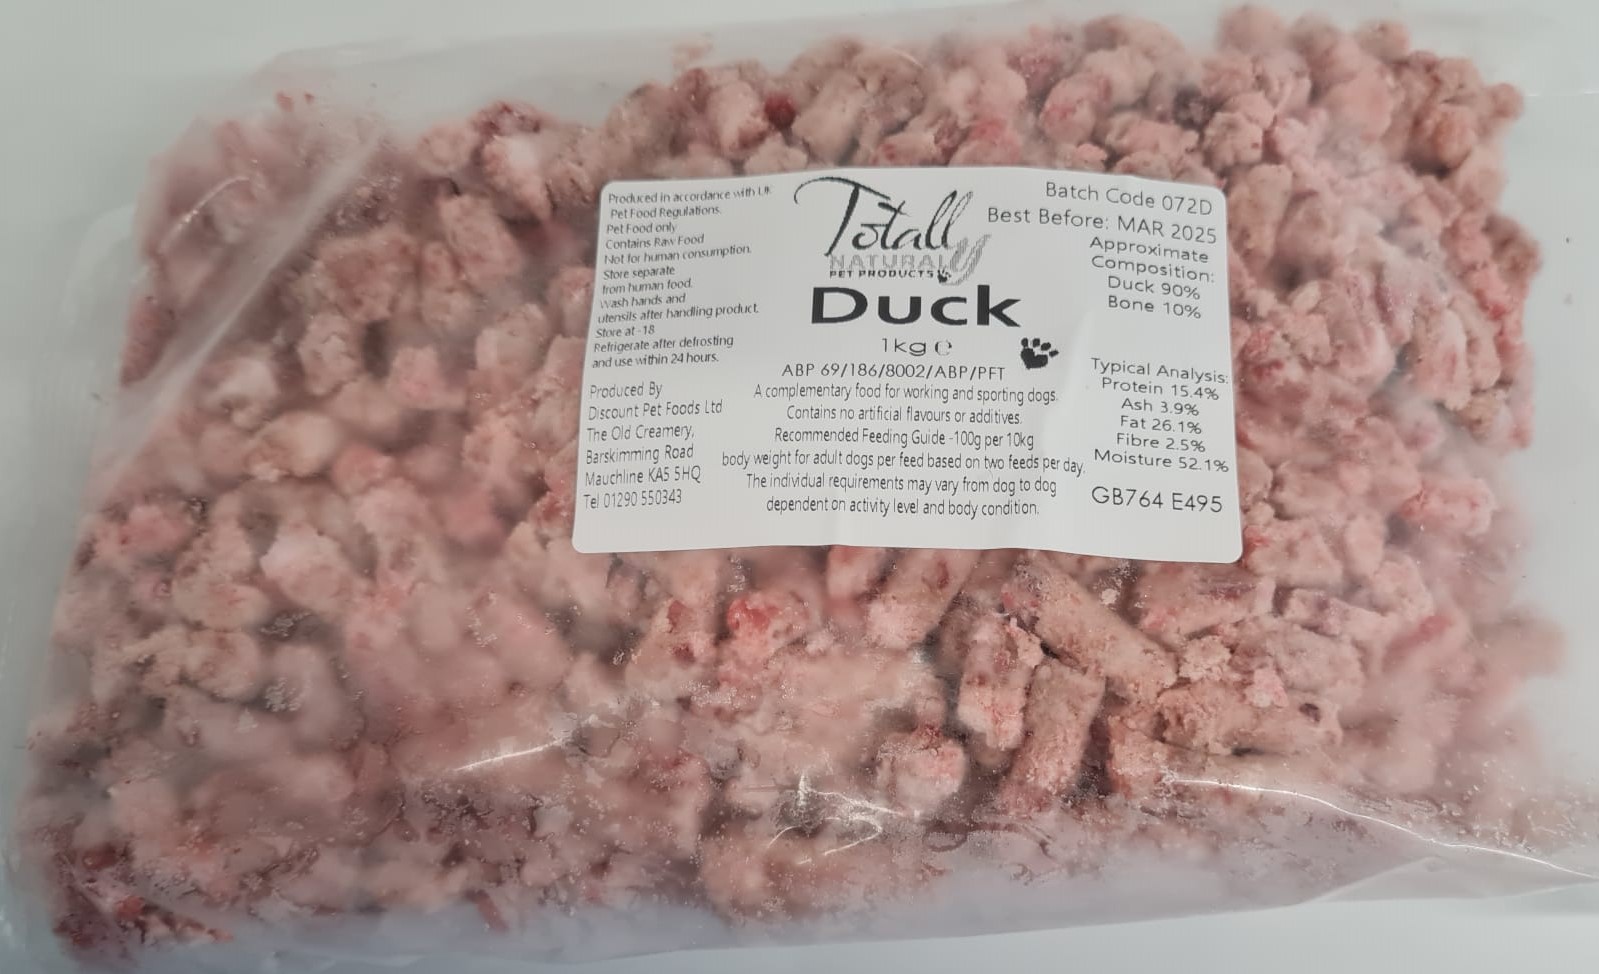 Produced in accordance with UK
Pet Food Regulations.
Pet Food only
Contains Raw Food
Not for human consumption.
Store separate
from human food.
Wash hands and
utensils after handling product.
Store at -18
Refrigerate after defrosting
and use within 24 hours.
Produced By
Discount Pet Foods Ltd
The Old Creamery,
Barskimming Road
Mauchline KA5 5HQ
Tel 01290 550343
Totally
NATURAL
PET PRODUCTS
Duck
1kg e
ABP 69/186/8002/ABP/PFT
A complementary food for working and sporting dogs.
Contains no artificial flavours or additives.
Recommended Feeding Guide -100g per 10kg
body weight for adult dogs per feed based on two feeds per day.
The individual requirements may vary from dog to dog
dependent on activity level and body condition.
Batch Code 072D
Best Before: MAR 2025
Approximate
Composition:
Duck 90%
Bone 10%
Typical Analysis:
Protein 15.4%
Ash 3.9%
Fat 26.1%
Fibre 2.5%
Moisture 52.1%
GB764 E495